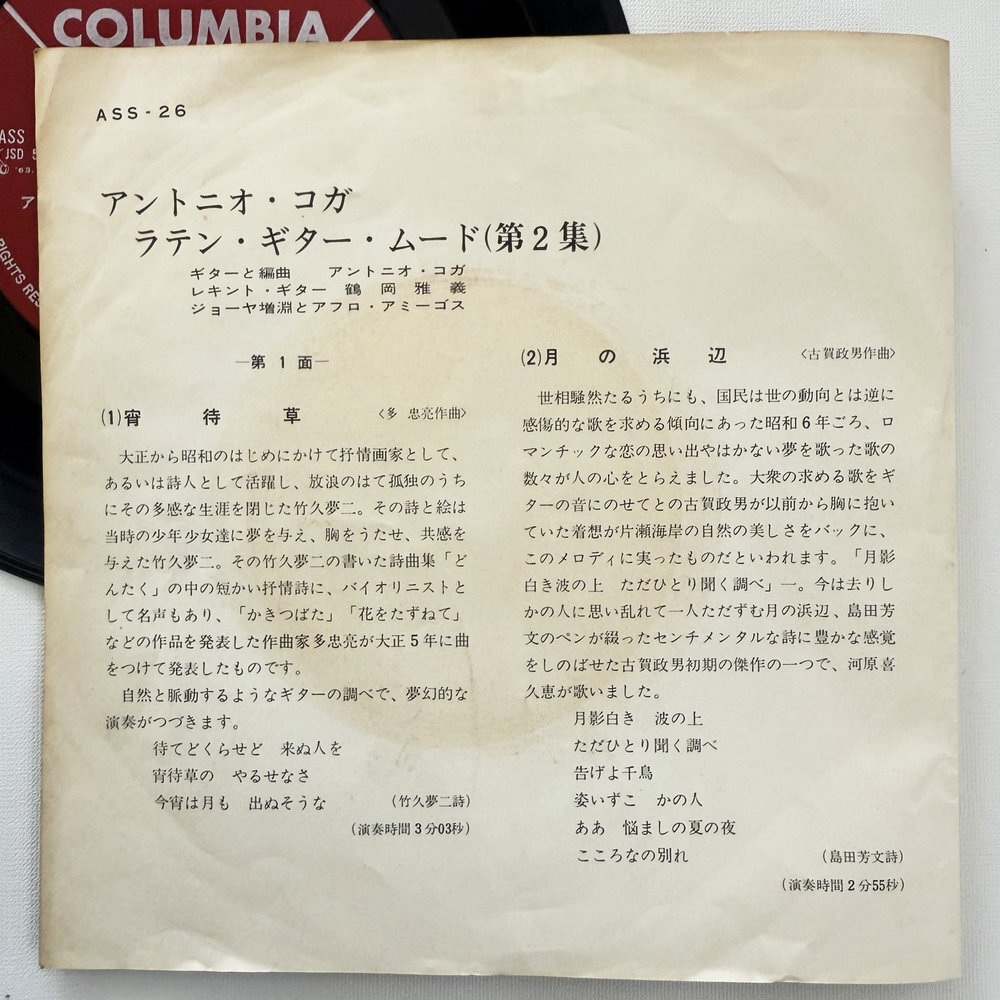 COLUMBIA
ASS
JSD 5
'63.
ア
RIGHTS RES
ASS-26
アントニオ・コガ
ラテン・ギター・ムード(第2集)
ギターと編曲　アントニオ・コガ
レキント・ギター 鶴岡雅義
ジョーヤ増淵とアフロ・アミーゴス
—第1面—
(1)宵待草 〈多 忠亮作曲〉
大正から昭和のはじめにかけて抒情画家として、
あるいは詩人として活躍し、放浪のはて孤独のうち
にその多感な生涯を閉じた竹久夢二。その詩と絵は
当時の少年少女達に夢を与え、胸をうたせ、共感を
与えた竹久夢二。その竹久夢二の書いた詩曲集「ど
んたく」の中の短かい抒情詩に、バイオリニストと
して名声もあり、「かきつばた」「花をたずねて」
などの作品を発表した作曲家多忠亮が大正5年に曲
をつけて発表したものです。
自然と脈動するようなギターの調べで、夢幻的な
演奏がつづきます。
待てどくらせど　来ぬ人を
宵待草の　やるせなさ
今宵は月も　出ぬそうな　(竹久夢二詩)
(演奏時間3分03秒)
(2)月の浜辺 〈古賀政男作曲〉
世相騒然たるうちにも、国民は世の動向とは逆に
感傷的な歌を求める傾向にあった昭和6年ごろ、ロ
マンチックな恋の思い出やはかない夢を歌った歌の
数々が人の心をとらえました。大衆の求める歌をギ
ターの音にのせてとの古賀政男が以前から胸に抱い
ていた着想が片瀬海岸の自然の美しさをバックに、
このメロディに実ったものだといわれます。「月影
白き波の上　ただひとり聞く調べ」—。今は去りし
かの人に思い乱れて一人たたずむ月の浜辺、島田芳
文のペンが綴ったセンチメンタルな詩に豊かな感覚
をしのばせた古賀政男初期の傑作の一つで、河原喜
久恵が歌いました。
月影白き　波の上
ただひとり聞く調べ
告げよ千鳥
姿いずこ　かの人
ああ　悩ましの夏の夜
こころなの別れ　(島田芳文詩)
(演奏時間2分55秒)